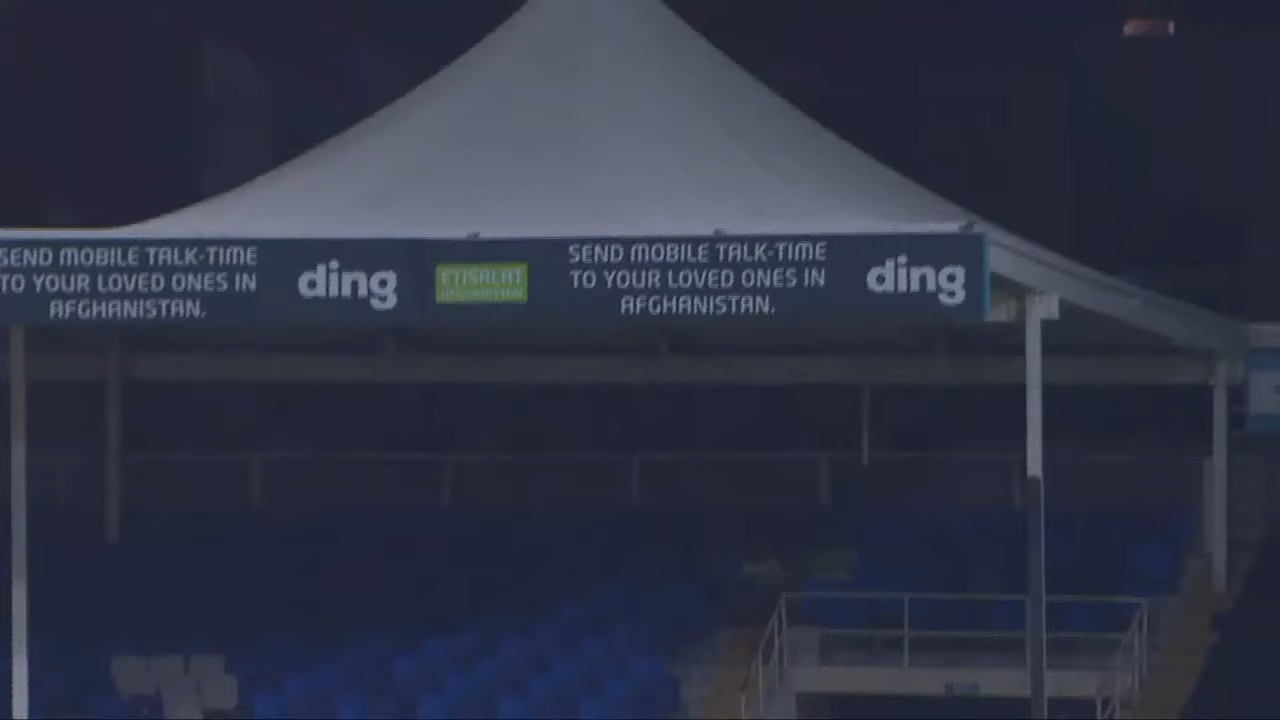 SEND MOBILE TALK-TIME
TO YOUR LOVED ONES IN
AFGHANISTAN.
ding
ETISALAT
AFGHANISTAN
SEND MOBILE TALK-TIME
TO YOUR LOVED ONES IN
AFGHANISTAN.
ding